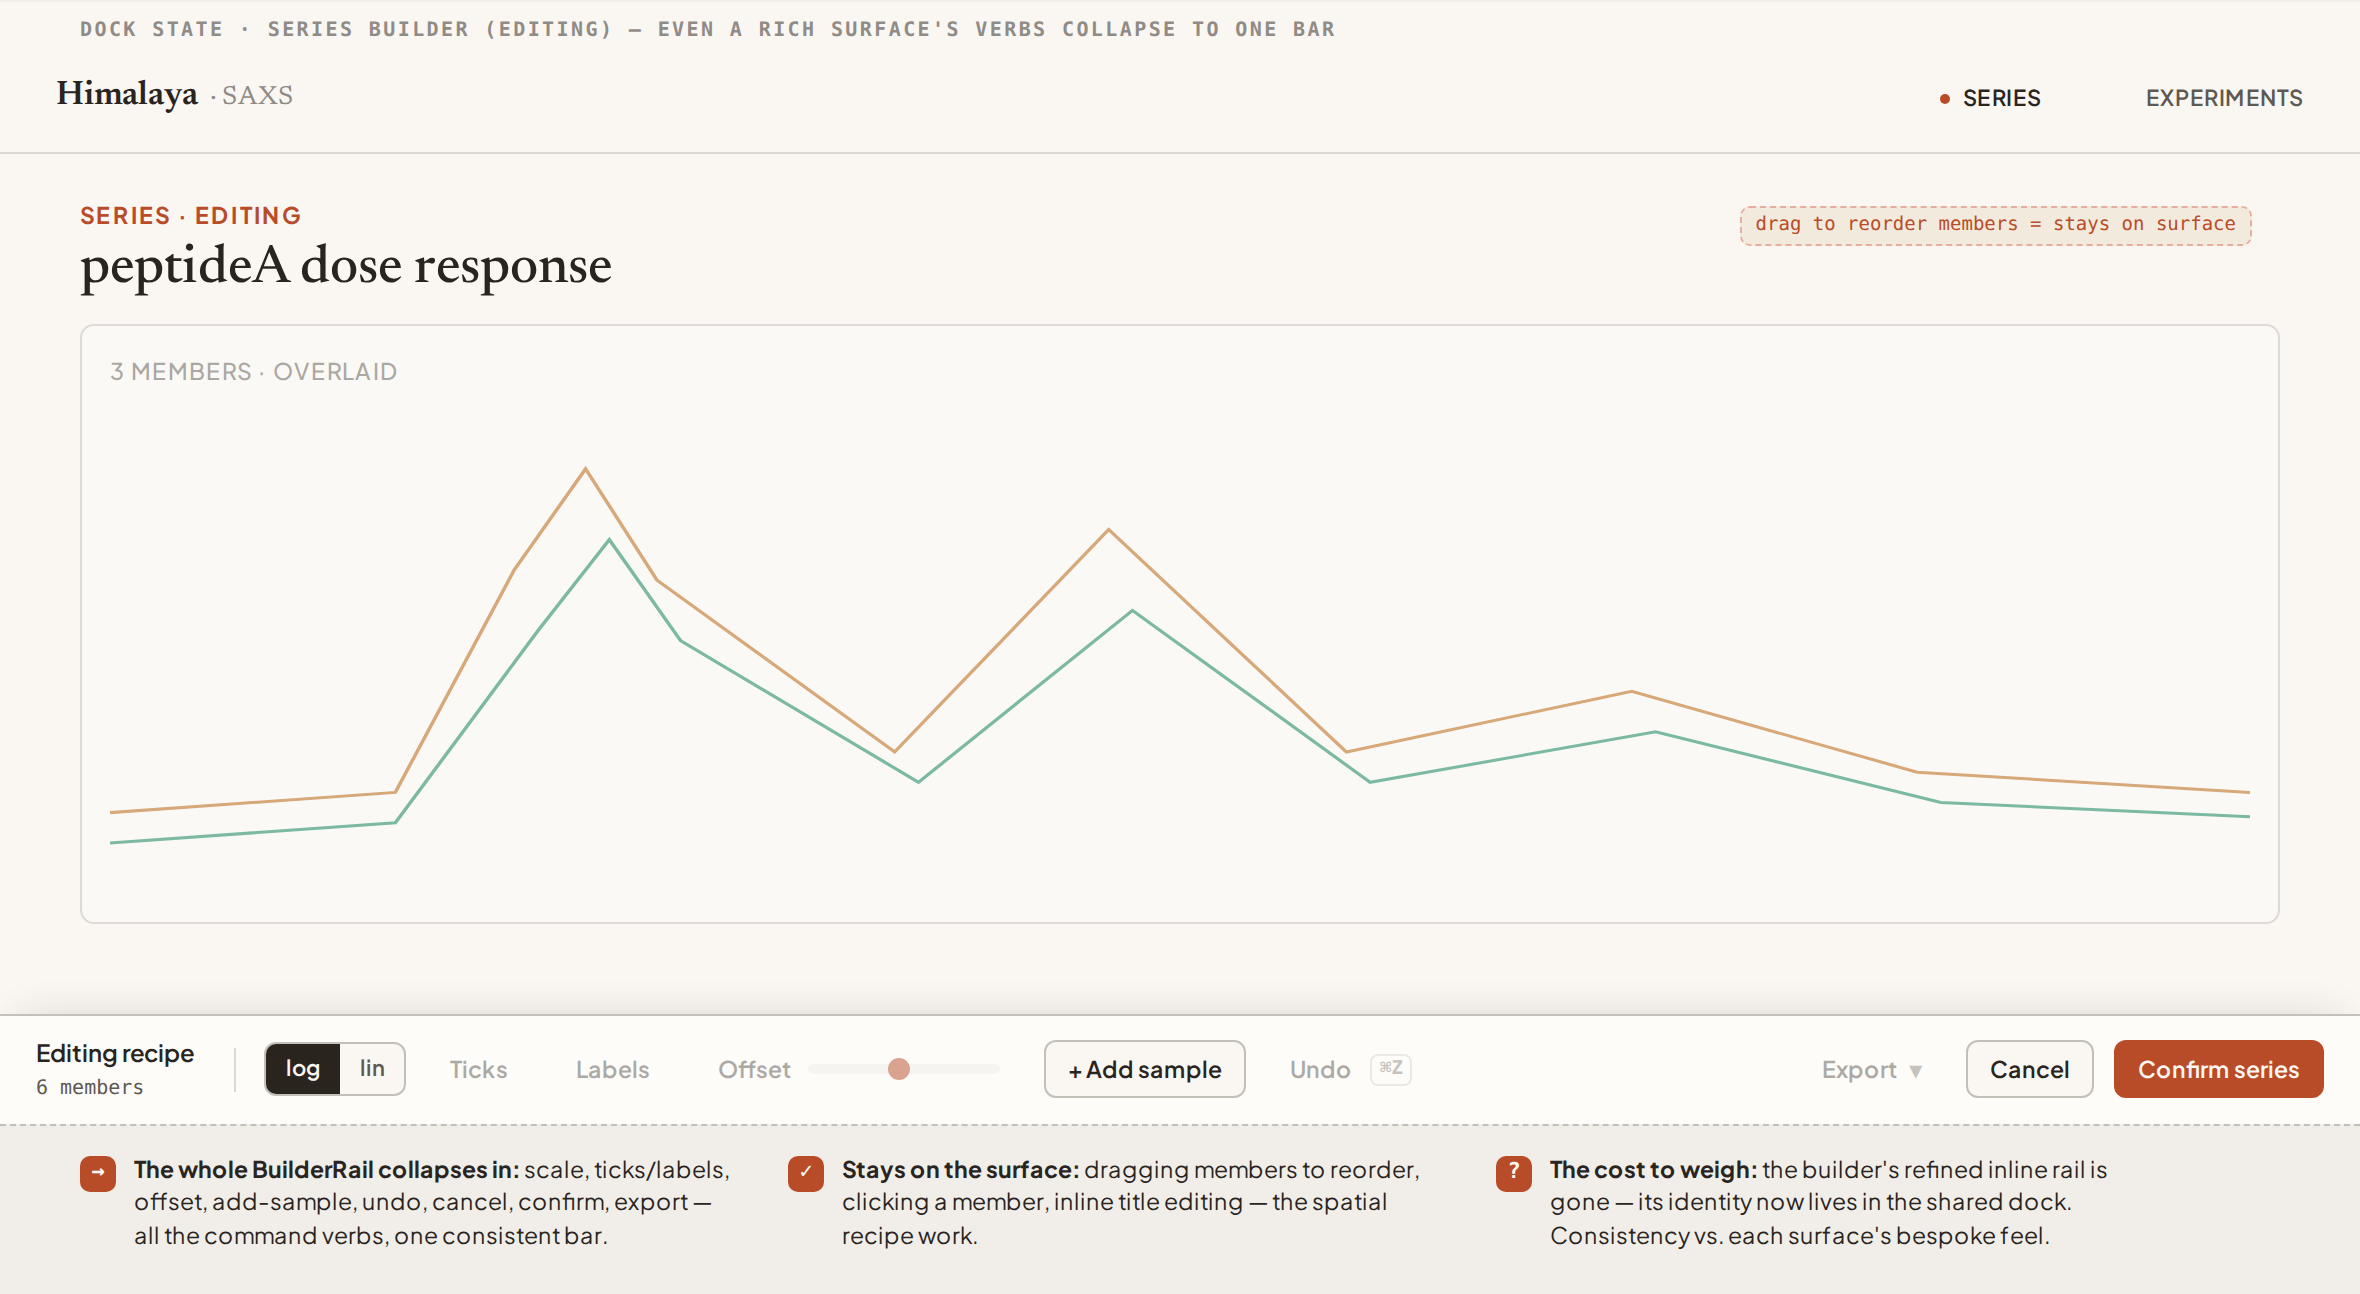 DOCK STATE · SERIES BUILDER (EDITING) — EVEN A RICH SURFACE'S VERBS COLLAPSE TO ONE BAR
Himalaya · SAXS
SERIES
EXPERIMENTS
SERIES · EDITING
drag to reorder members = stays on surface
peptideA dose response
3 MEMBERS · OVERLAID
Editing recipe
6 members
log lin
Ticks
Labels
Offset
+ Add sample
Undo ⌘Z
Export ▾
Cancel
Confirm series
→ The whole BuilderRail collapses in: scale, ticks/labels,
offset, add-sample, undo, cancel, confirm, export —
all the command verbs, one consistent bar.
✓ Stays on the surface: dragging members to reorder,
clicking a member, inline title editing — the spatial
recipe work.
? The cost to weigh: the builder's refined inline rail is
gone — its identity now lives in the shared dock.
Consistency vs. each surface's bespoke feel.